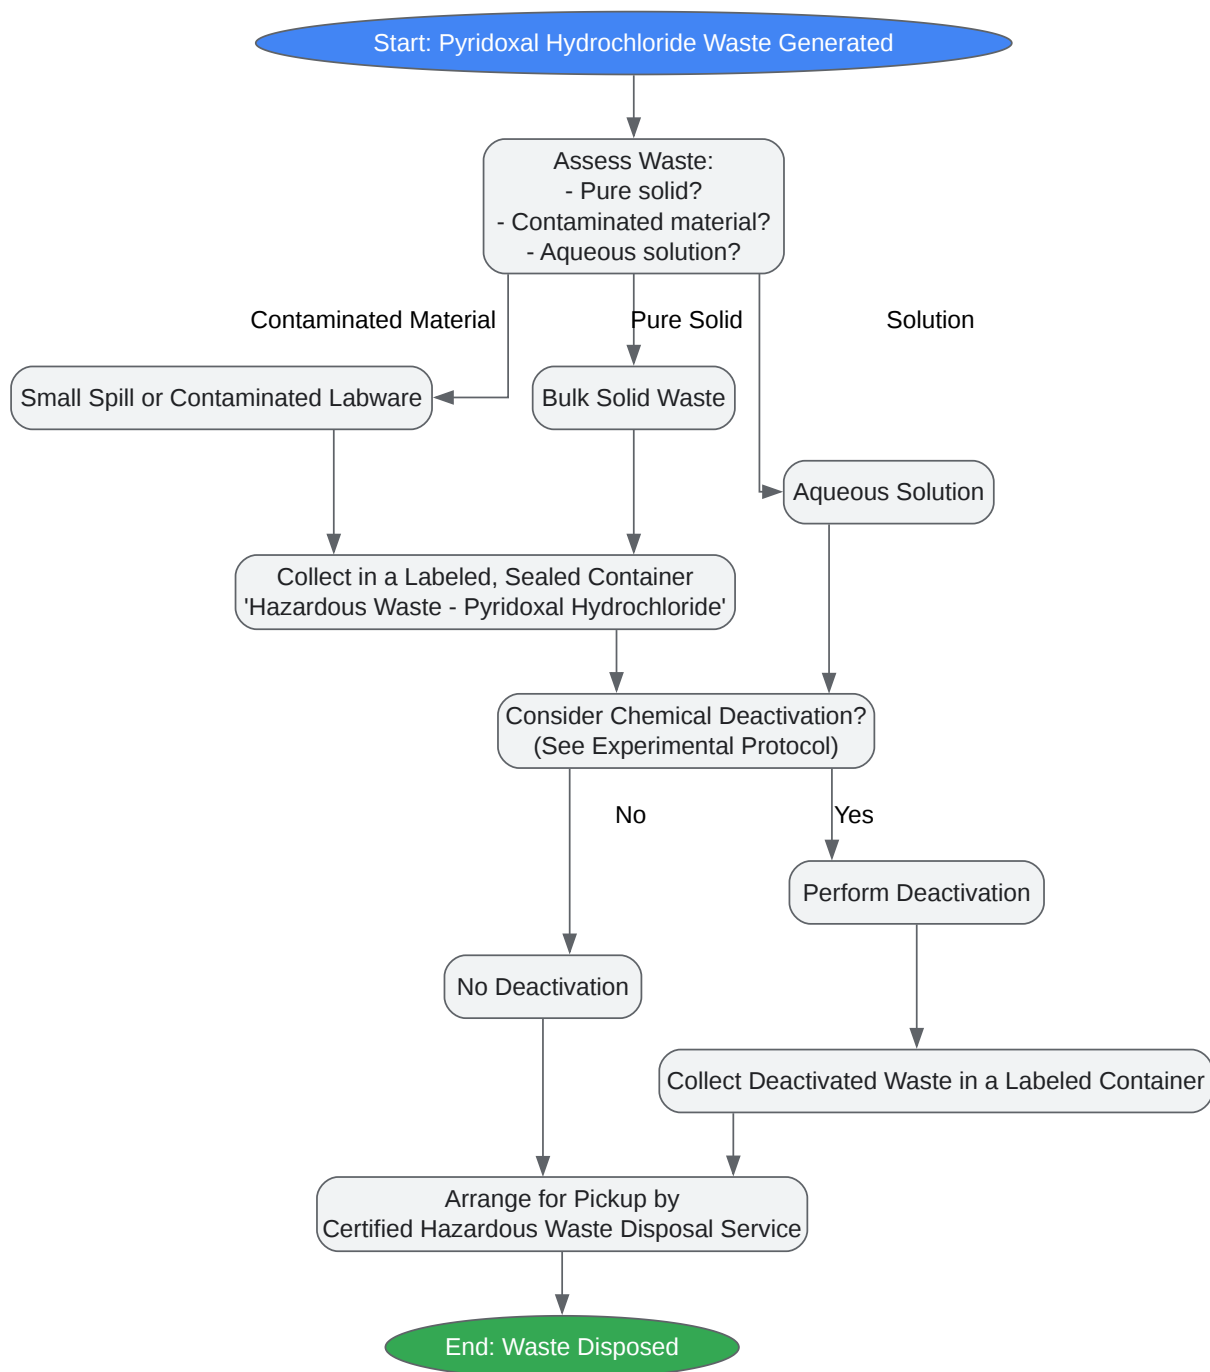 Start: Pyridoxal Hydrochloride Waste Generated
Assess Waste:
- Pure solid?
- Contaminated material?
- Aqueous solution?
Contaminated Material
Pure Solid
Solution
Small Spill or Contaminated Labware
Bulk Solid Waste
Aqueous Solution
Collect in a Labeled, Sealed Container
'Hazardous Waste - Pyridoxal Hydrochloride'
Consider Chemical Deactivation?
(See Experimental Protocol)
No
Yes
Perform Deactivation
No Deactivation
Collect Deactivated Waste in a Labeled Container
Arrange for Pickup by
Certified Hazardous Waste Disposal Service
End: Waste Disposed